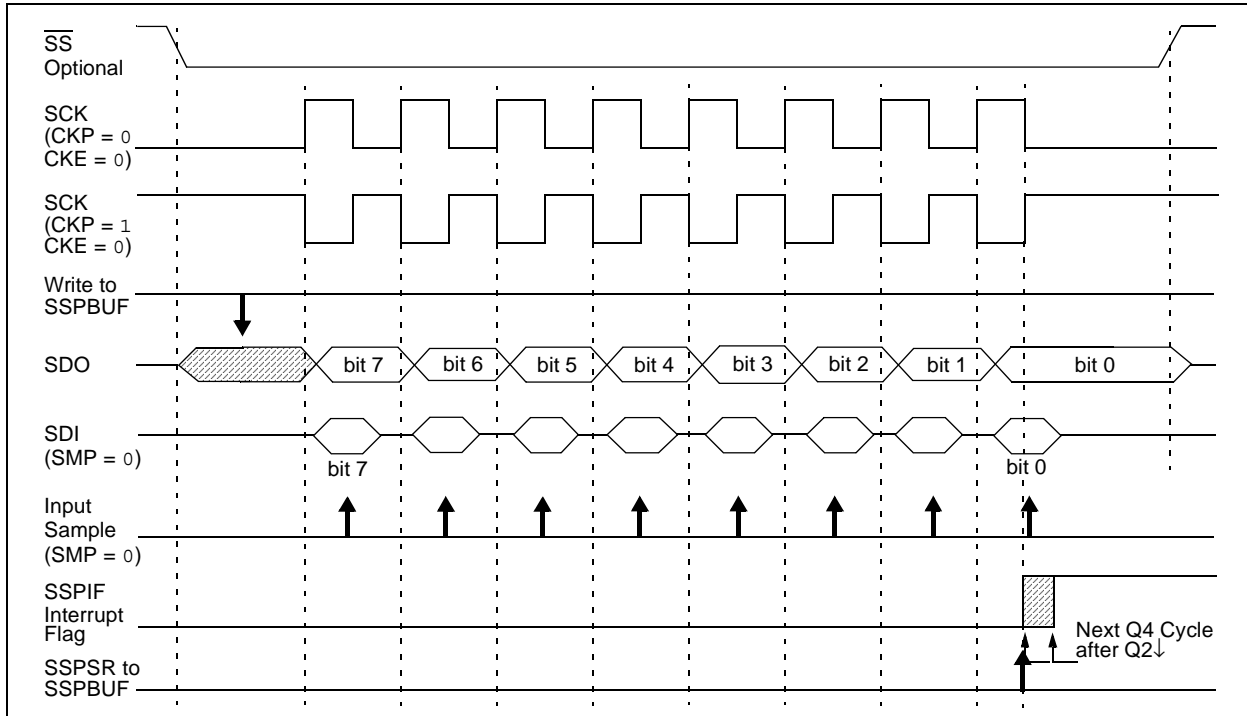 SS
Optional
SCK
(CKP = 0
CKE = 0)
SCK
(CKP = 1
CKE = 0)
Write to
SSPBUF
SDO
bit 7
bit 6
bit 5
bit 4
bit 3
bit 2
bit 1
bit 0
SDI
(SMP = 0)
bit 7
bit 0
Input
Sample
(SMP = 0)
SSPIF
Interrupt
Flag
Next Q4 Cycle
after Q2↓
SSPSR to
SSPBUF